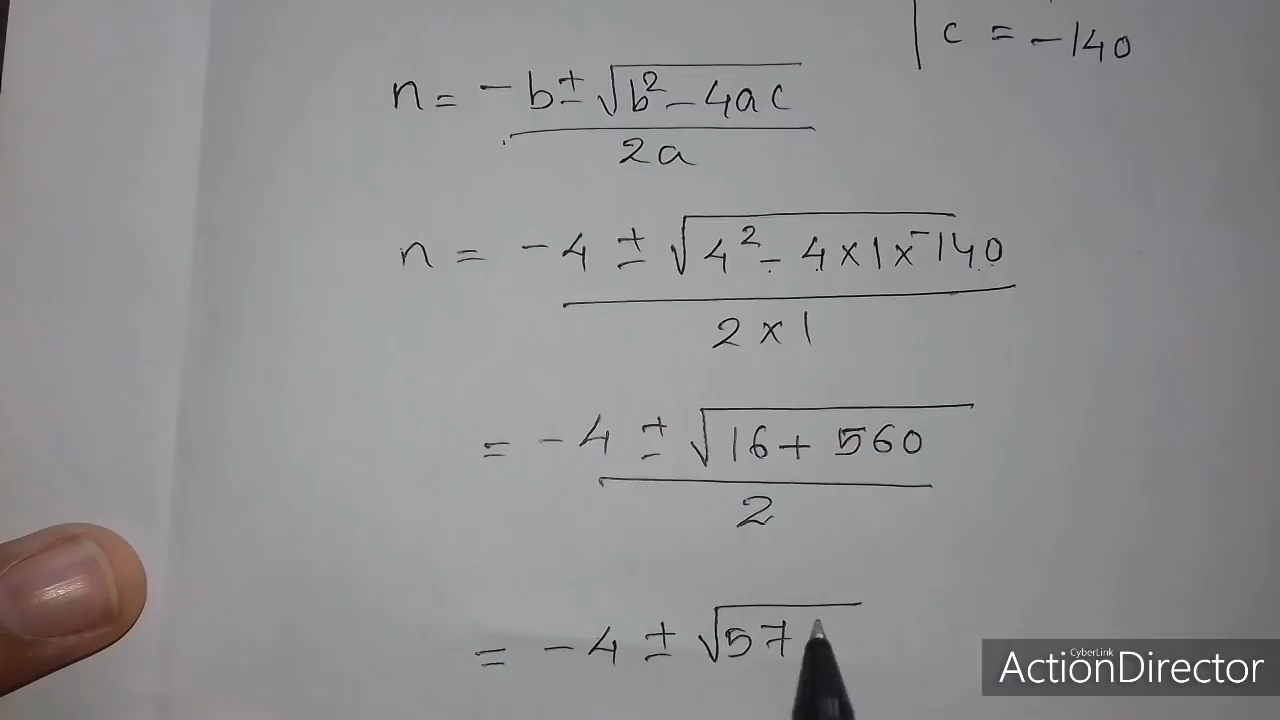 c = -140
n = -b ± √b² - 4ac
2a
n = -4 ± √4² - 4×1×-140
2×1
= -4 ± √16 + 560
2
= -4 ± √57
CyberLink
ActionDirector